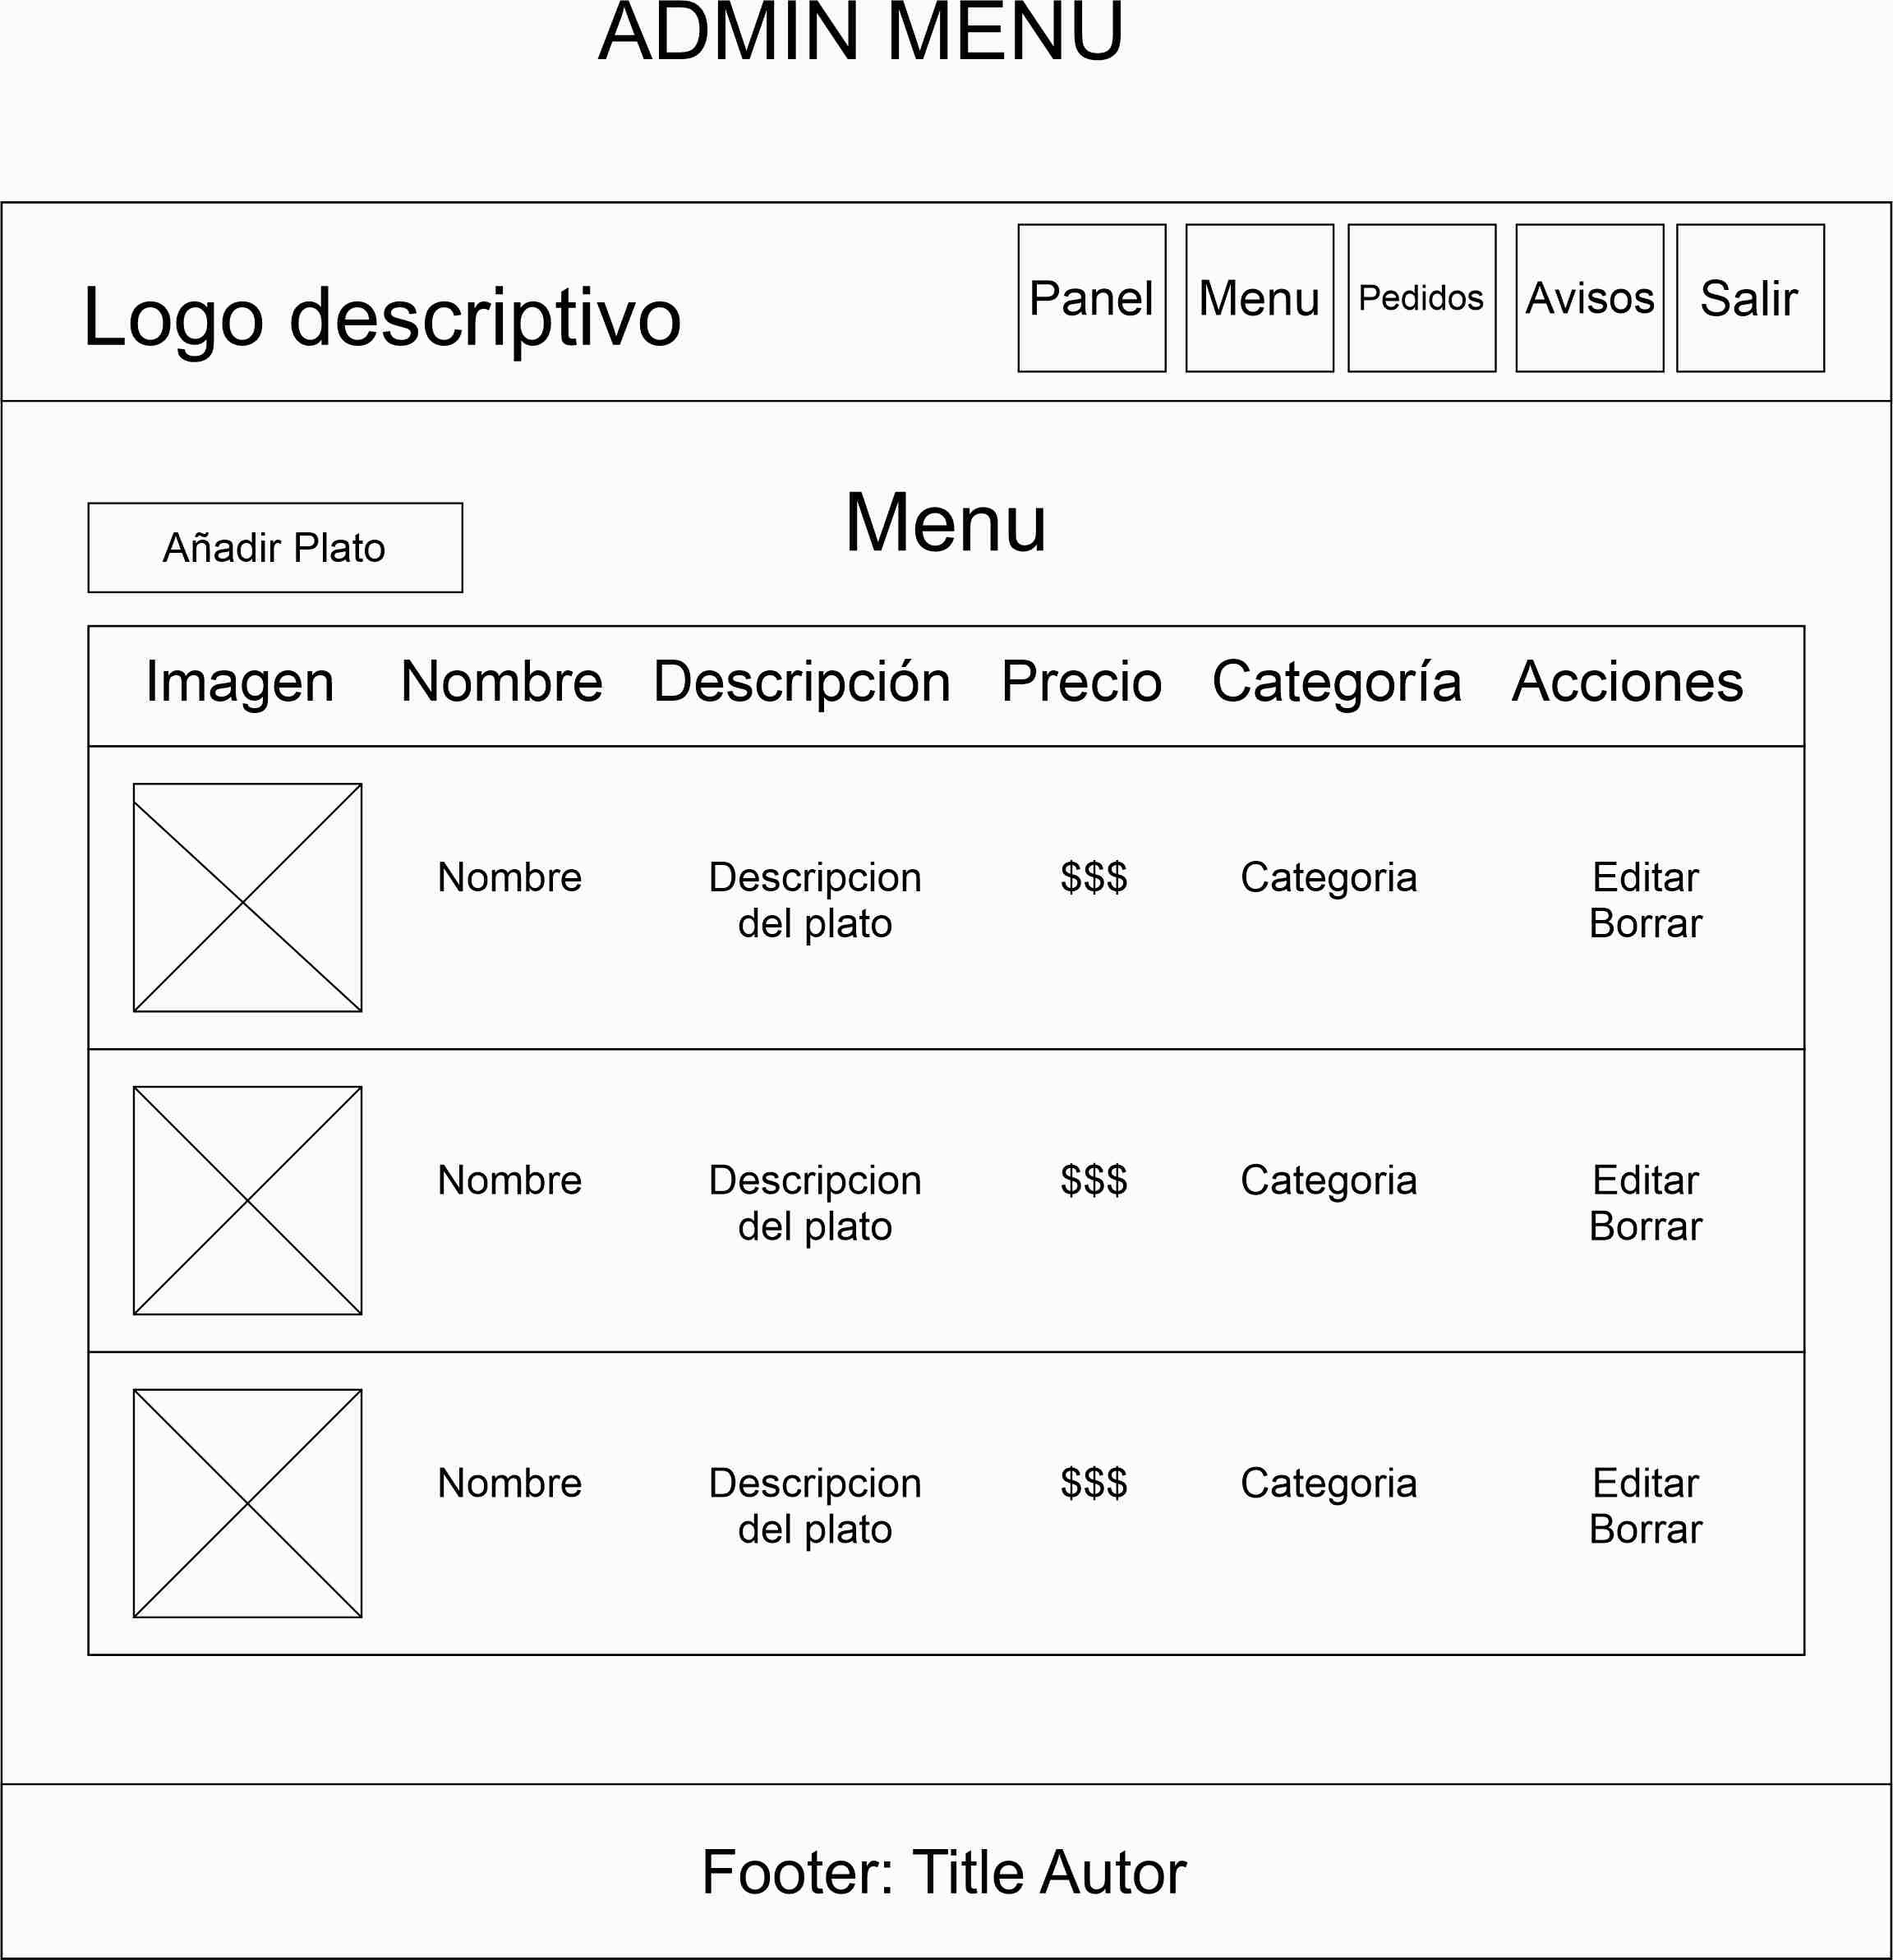 ADMIN MENU
Logo descriptivo
Panel
Menu
Pedidos
Avisos
Salir
Menu
Añadir Plato
Imagen Nombre Descripción Precio Categoría Acciones
Nombre
Descripcion
del plato
$$$
Categoria
Editar
Borrar
Nombre
Descripcion
del plato
$$$
Categoria
Editar
Borrar
Nombre
Descripcion
del plato
$$$
Categoria
Editar
Borrar
Footer: Title Autor